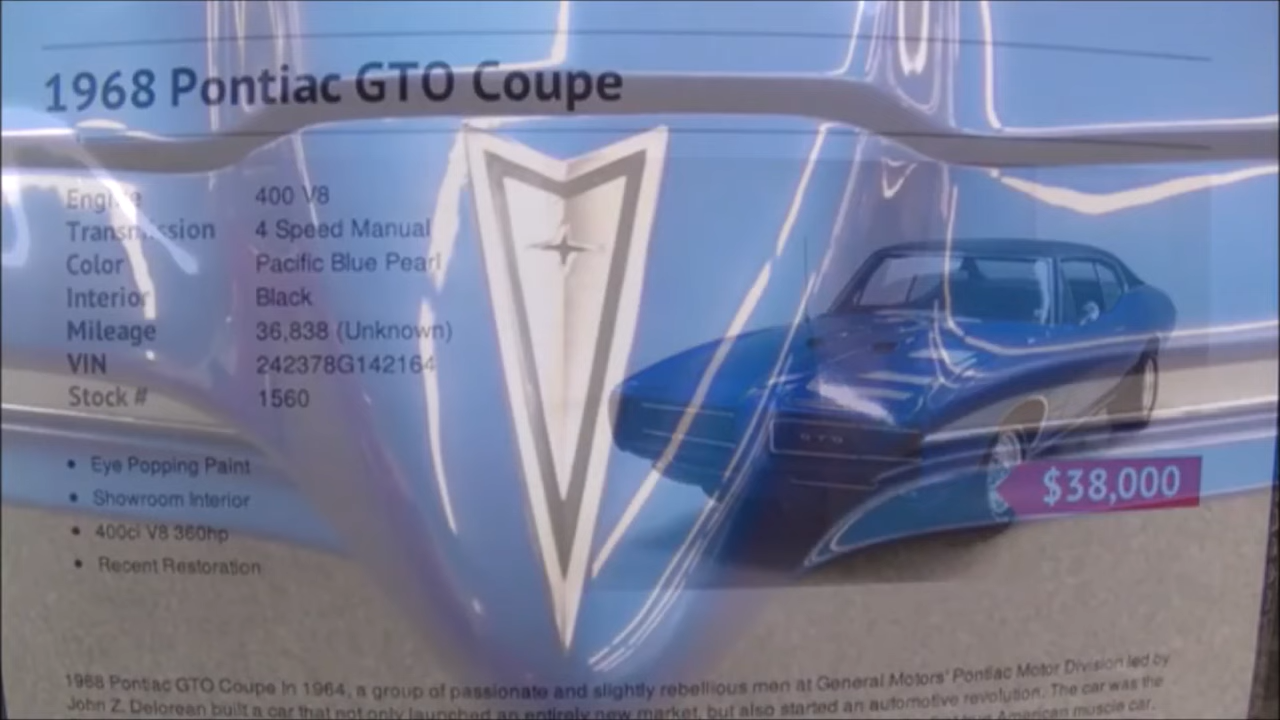 1968 Pontiac GTO Coupe
Engine 400 V8
Transmission 4 Speed Manual
Color Pacific Blue Pearl
Interior Black
Mileage 36,838 (Unknown)
VIN 242378G142164
Stock # 1560
• Eye Popping Paint
• Showroom Interior
• 400ci V8 360hp
• Recent Restoration
GTO
$38,000
1968 Pontiac GTO Coupe In 1964, a group of passionate and slightly rebellious men at General Motors' Pontiac Motor Division led by
John Z. Delorean built a car that not only launched an entirely new market, but also started an automotive revolution. The car was the
American muscle car.